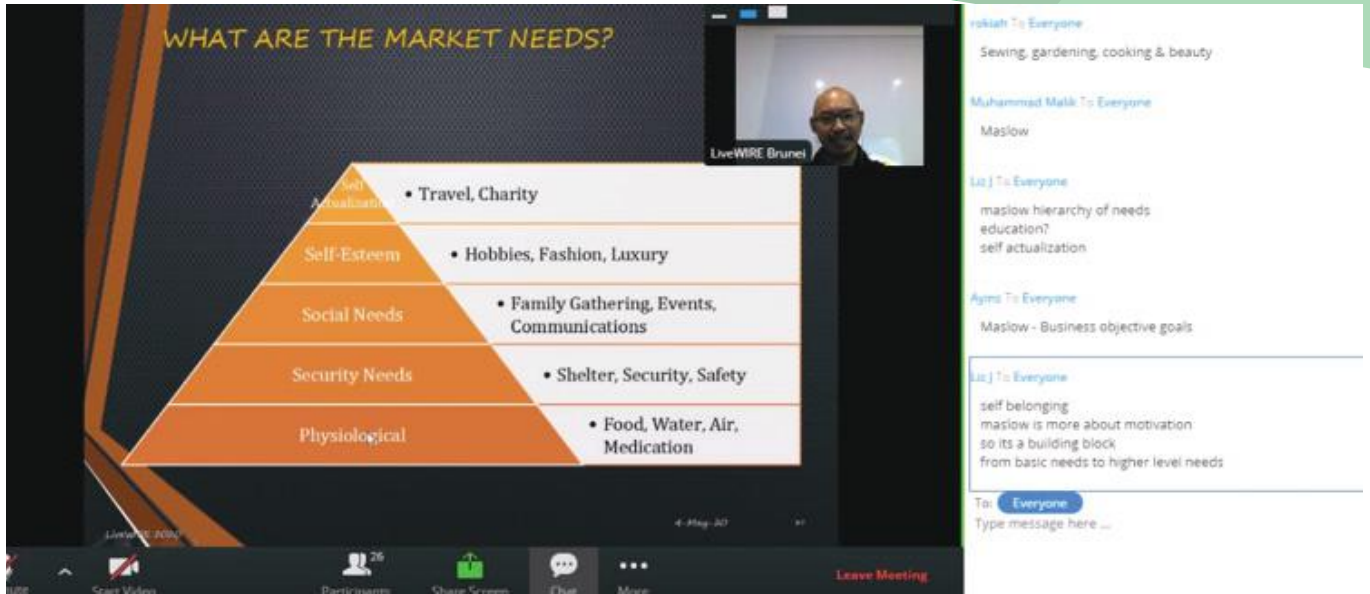 WHAT ARE THE MARKET NEEDS?
LiveWIRE Brunei
Self
Actualization
• Travel, Charity
Self-Esteem
• Hobbies, Fashion, Luxury
Social Needs
• Family Gathering, Events,
Communications
Security Needs
• Shelter, Security, Safety
Physiological
• Food, Water, Air,
Medication
LiveWIRE 2020
4-May-20
26
Start Video
Participants
Share Screen
Chat
More
Leave Meeting
rokiah To Everyone
Sewing, gardening, cooking & beauty
Muhammad Malik To Everyone
Maslow
Liz J To Everyone
maslow hierarchy of needs
education?
self actualization
Ayms To Everyone
Maslow - Business objective goals
Liz J To Everyone
self belonging
maslow is more about motivation
so its a building block
from basic needs to higher level needs
To: Everyone
Type message here ...